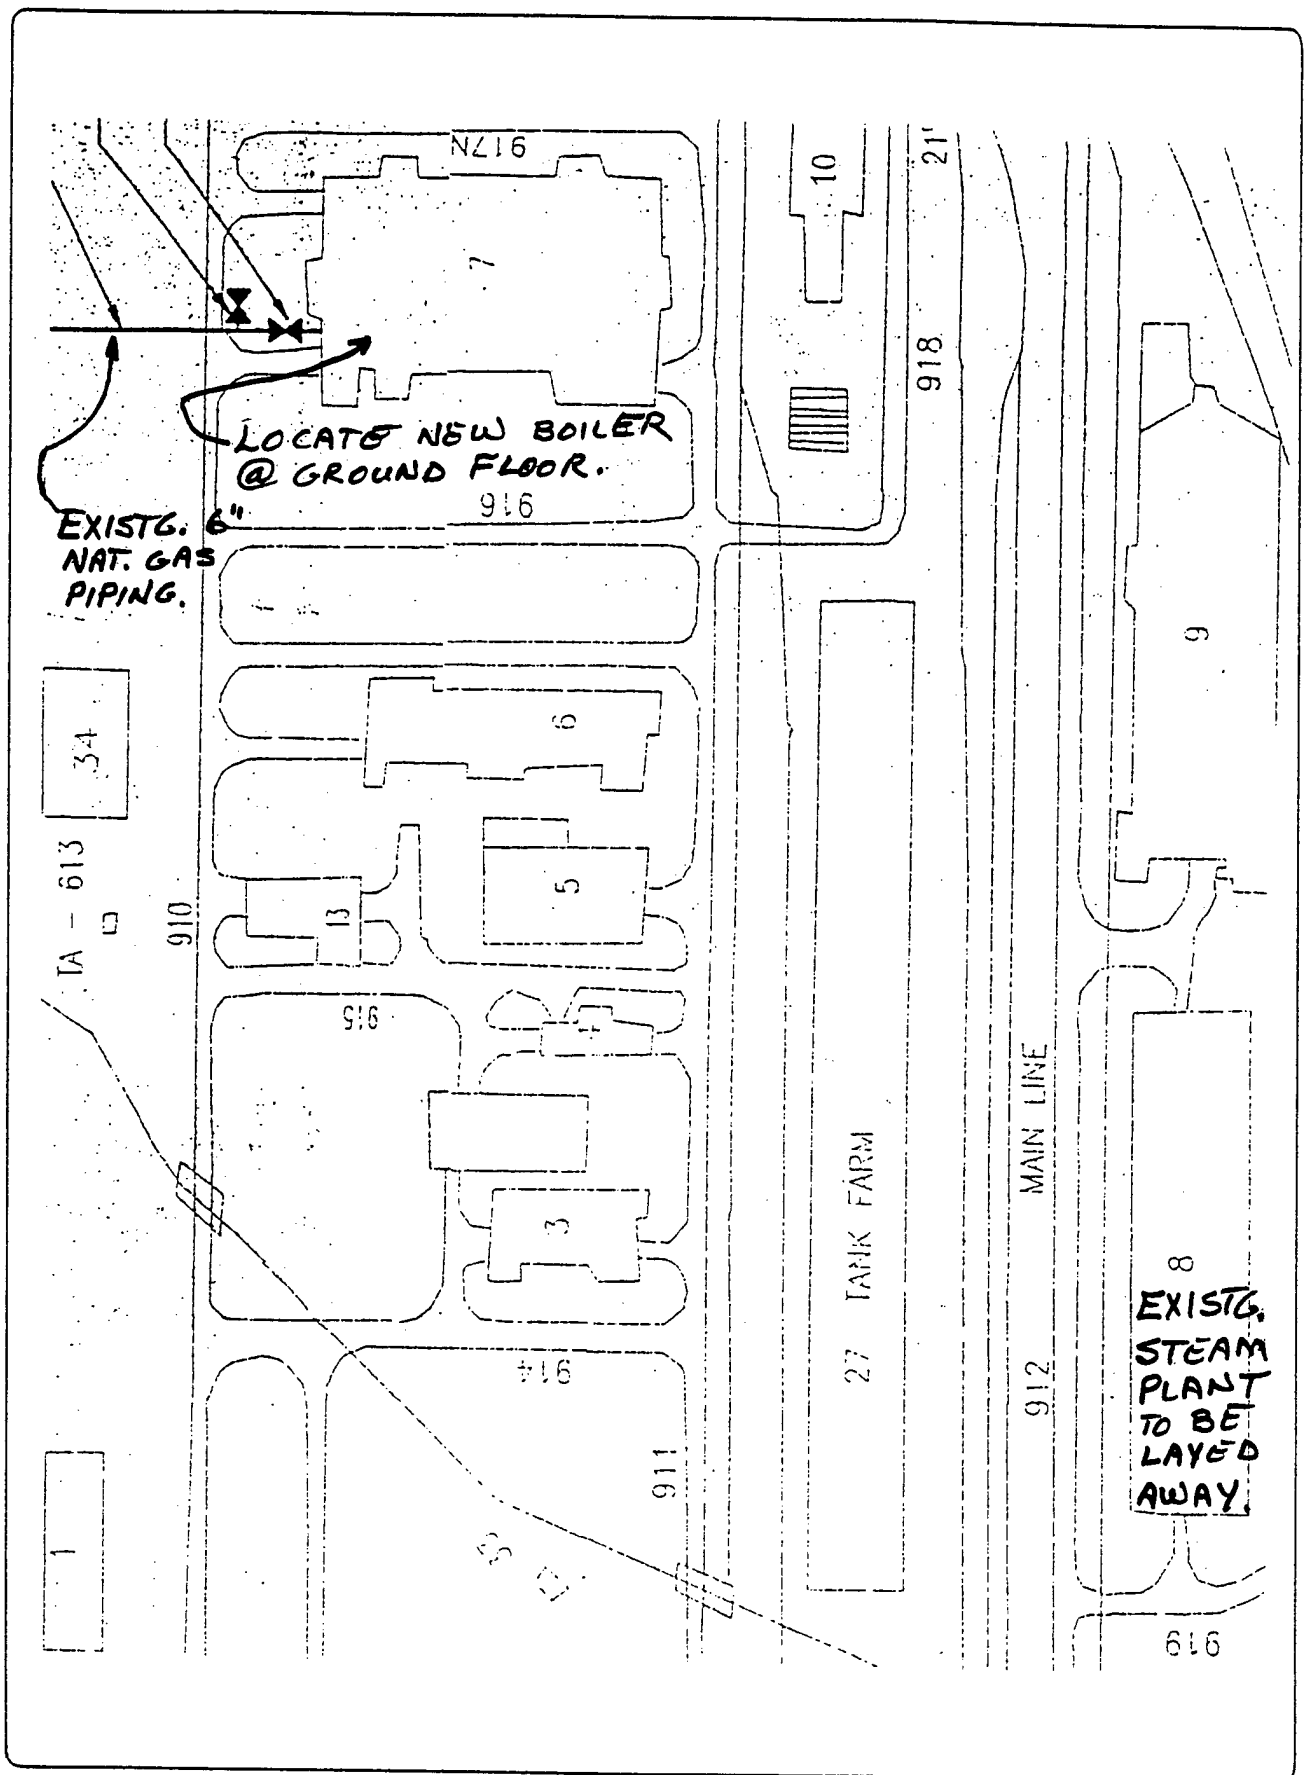 917N
10
21'
7
918
LOCATE NEW BOILER
@ GROUND FLOOR.
916
EXISTG. 6"
NAT. GAS
PIPING.
9
6
34
TA - 613
5
13
910
915
4
MAIN LINE
27 TANK FARM
3
8
EXISTG.
STEAM
PLANT
TO BE
LAYED
AWAY.
914
912
911
1
919